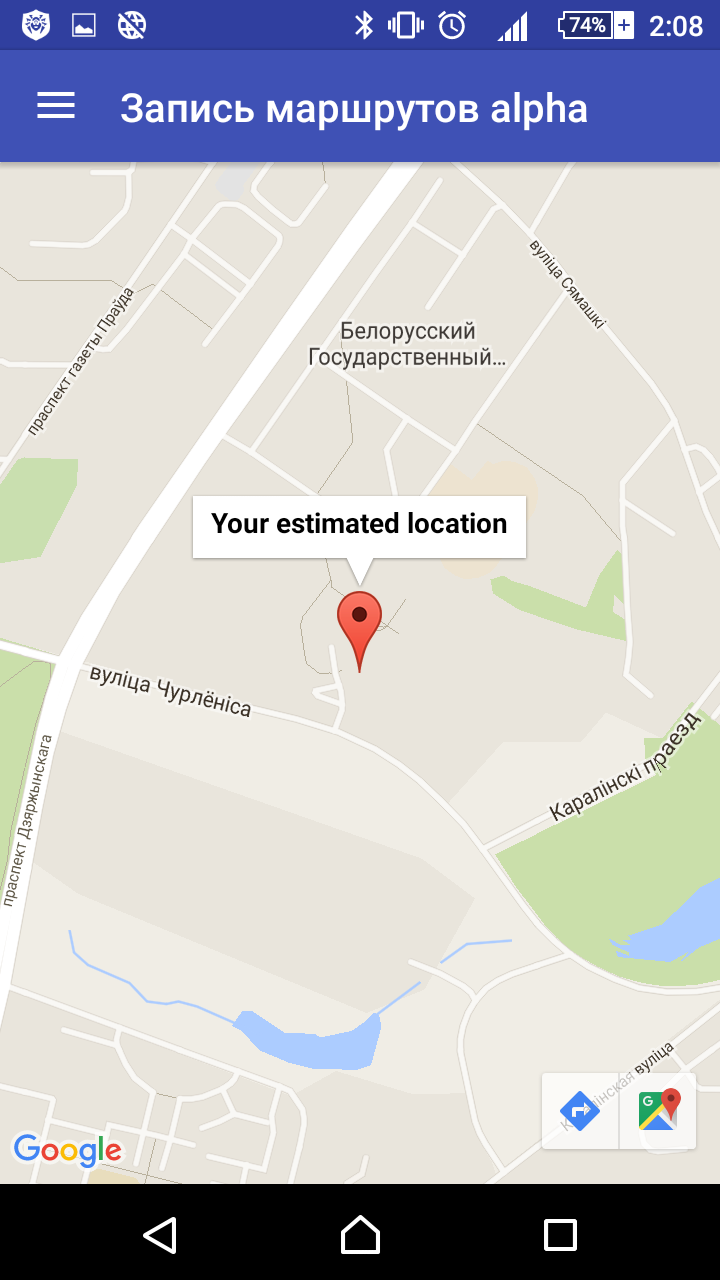 74%
2:08
Запись маршрутов alpha
вуліца Сямашкі
праспект газеты Праўда
Белорусский
Государственный...
Your estimated location
вуліца Чурлёніса
праспект Дзяржынскага
Каралінскі праезд
вуліца
G
Google